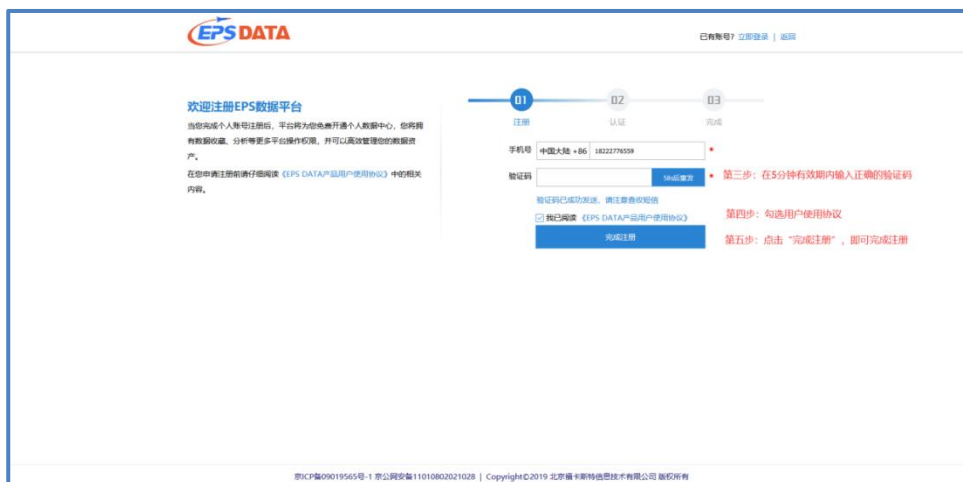 EPS DATA
已有账号？立即登录 | 返回
欢迎注册EPS数据平台
当您完成个人账号注册后，平台将为您免费开通个人数据中心，您将拥
有数据收藏、分析等更多平台操作权限，并可以高效管理您的数据资
产。
在您申请注册前请仔细阅读《EPS DATA产品用户使用协议》中的相关
内容。
01 02 03
注册 认证 完成
手机号 中国大陆 +86 18222776559 *
验证码 58s后重发 * 第三步：在5分钟有效期内输入正确的验证码
验证码已成功发送，请注意查收短信
我已阅读《EPS DATA产品用户使用协议》 第四步：勾选用户使用协议
完成注册 第五步：点击“完成注册”，即可完成注册
京ICP备09019565号-1 京公网安备11010802021028 | Copyright©2019 北京福卡斯特信息技术有限公司 版权所有